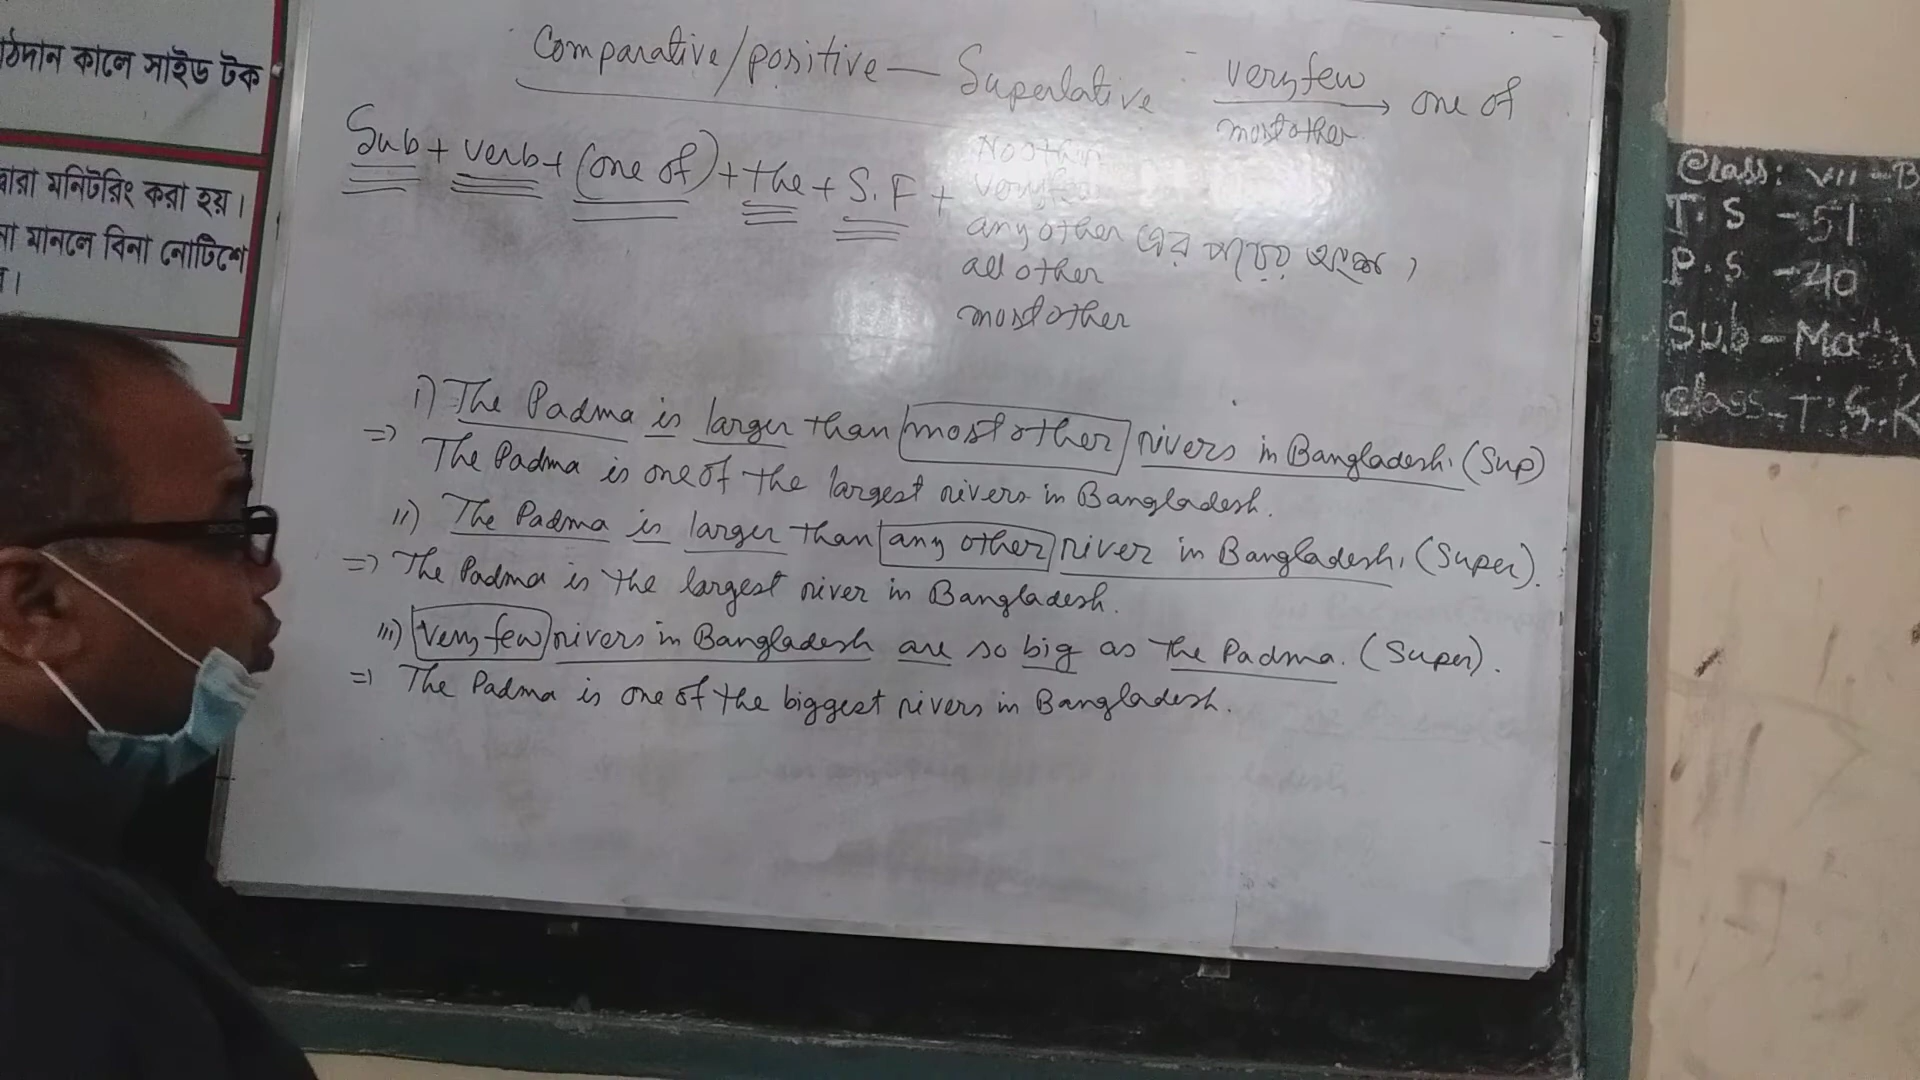 ঠদান কালে সাইড টক
দ্বারা মনিটরিং করা হয়।
না মানলে বিনা নোটিশে
।
Comparative/positive — Superlative very few → one of
most other
Sub + verb + (one of) + the + S.F +
No other
very few
any other এর পরের অংশ।
all other
most other
i) The Padma is larger than most other rivers in Bangladesh. (Sup)
=> The Padma is one of the largest rivers in Bangladesh.
ii) The Padma is larger than any other river in Bangladesh. (Super).
=> The Padma is the largest river in Bangladesh.
iii) Very few rivers in Bangladesh are so big as the Padma. (Super).
=> The Padma is one of the biggest rivers in Bangladesh.
Class: VII - B
T.S - 51
P.S - 40
Sub - Math
Class - T.S.K